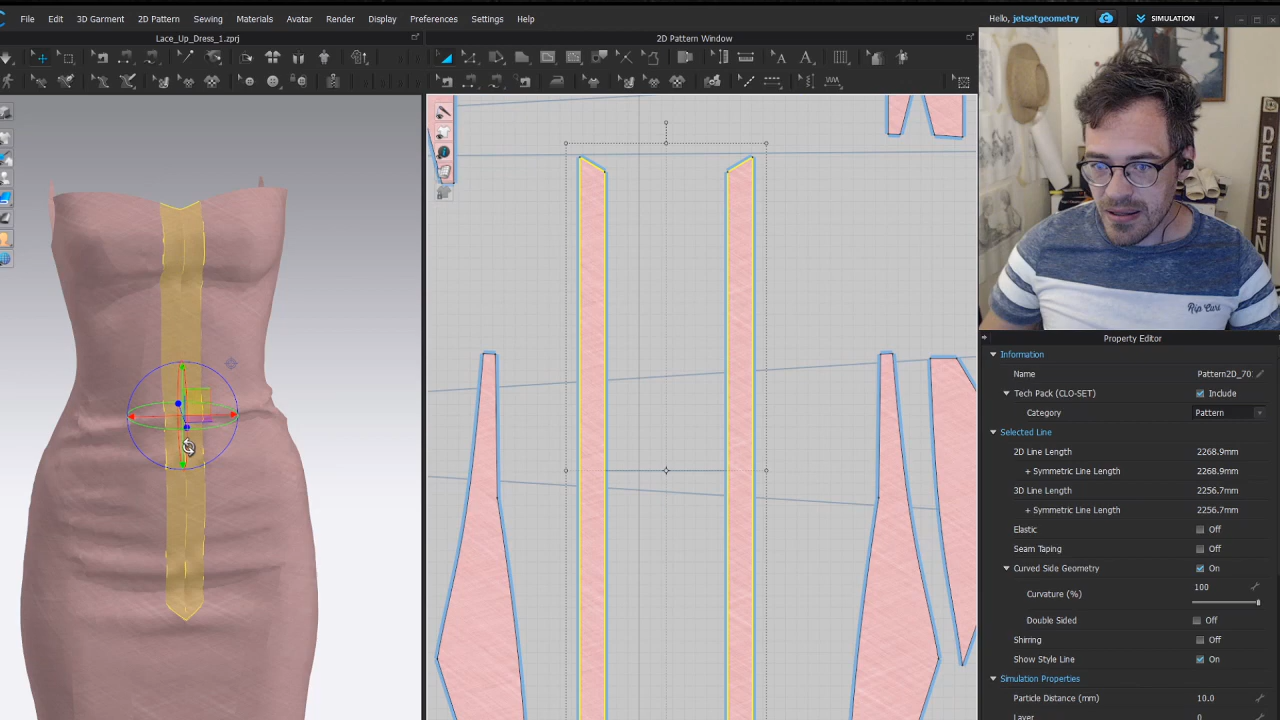 File Edit 3D Garment 2D Pattern Sewing Materials Avatar Render Display Preferences Settings Help
Hello, jetsetgeometry
SIMULATION
Lace_Up_Dress_1.zprj
2D Pattern Window
DEAD END
Rip Curl
Property Editor
Information
Name Pattern2D_70
Tech Pack (CLO-SET) Include
Category Pattern
Selected Line
2D Line Length 2268.9mm
+ Symmetric Line Length 2268.9mm
3D Line Length 2256.7mm
+ Symmetric Line Length 2256.7mm
Elastic Off
Seam Taping Off
Curved Side Geometry On
Curvature (%) 100
Double Sided Off
Shirring Off
Show Style Line On
Simulation Properties
Particle Distance (mm) 10.0
Layer 0